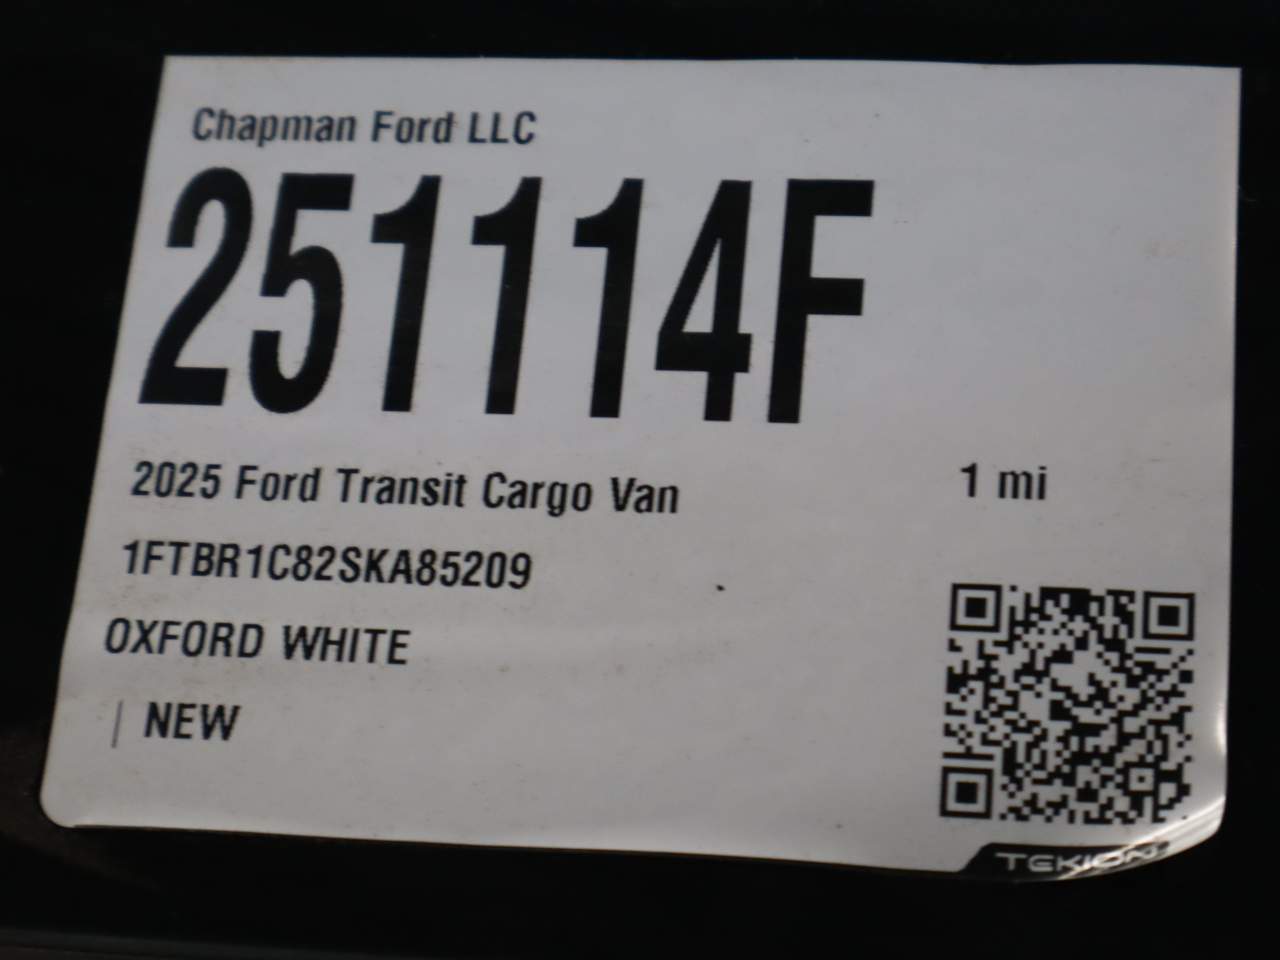 Chapman Ford LLC
251114F
2025 Ford Transit Cargo Van 1 mi
1FTBR1C82SKA85209
OXFORD WHITE
| NEW
TEKION